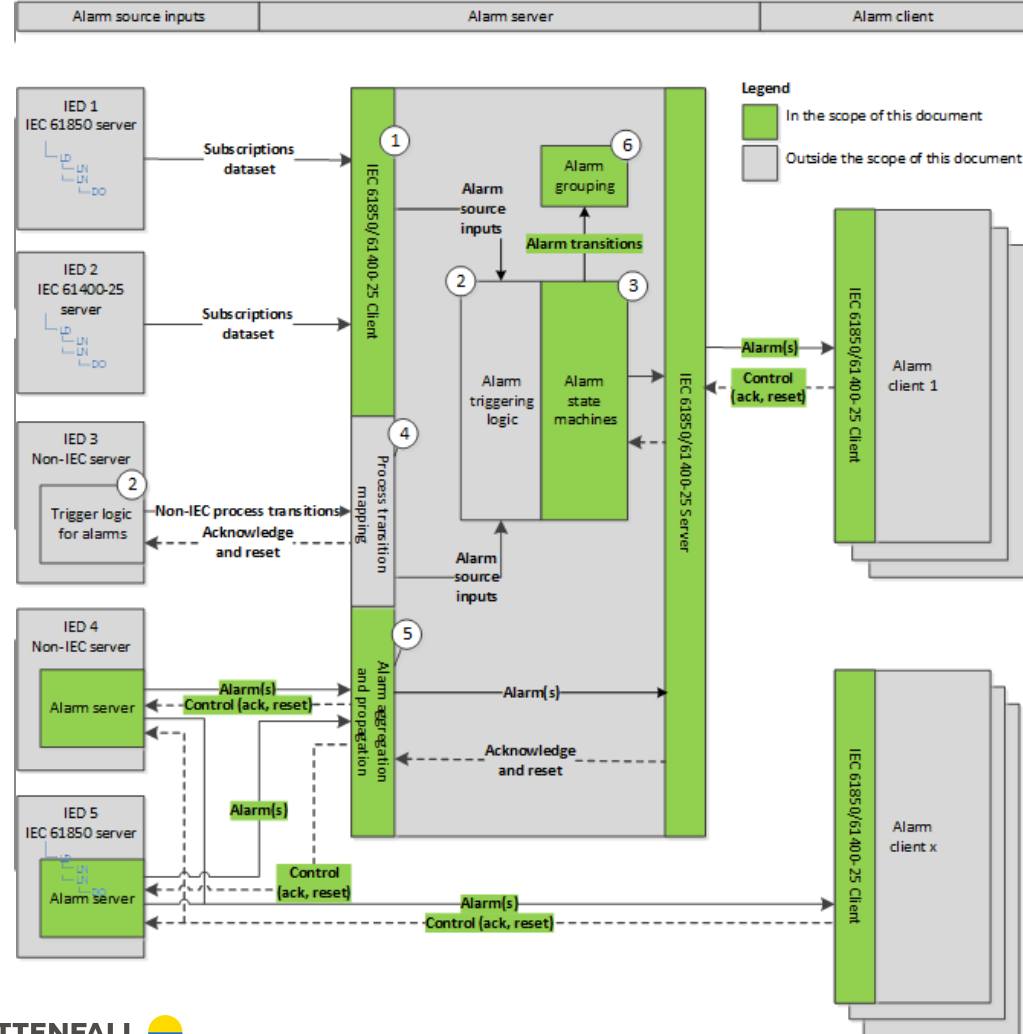 Alarm source inputs
Alarm server
Alarm client
IED 1
IEC 61850 server
LD
LN
LN
DO
Subscriptions
dataset
IED 2
IEC 61400-25
server
LD
LN
LN
DO
Subscriptions
dataset
IED 3
Non-IEC server
2
Trigger logic
for alarms
Non-IEC process transitions
Acknowledge
and reset
IED 4
Non-IEC server
Alarm server
Alarm(s)
Control (ack, reset)
IED 5
IEC 61850 server
LD
LN
LN
DO
Alarm server
Alarm(s)
Control
(ack, reset)
Alarm(s)
Control (ack, reset)
1
IEC 61850/61400-25 Client
4
Process transition
mapping
5
Alarm aggregation
and propagation
Alarm
source
inputs
6
Alarm
grouping
Alarm transitions
2
Alarm
triggering
logic
3
Alarm
state
machines
Alarm
source
inputs
Alarm(s)
Acknowledge
and reset
IEC 61850/61400-25 Server
Legend
In the scope of this document
Outside the scope of this document
Alarm(s)
Control
(ack, reset)
IEC 61850/61400-25 Client
Alarm
client 1
IEC 61850/61400-25 Client
Alarm
client x